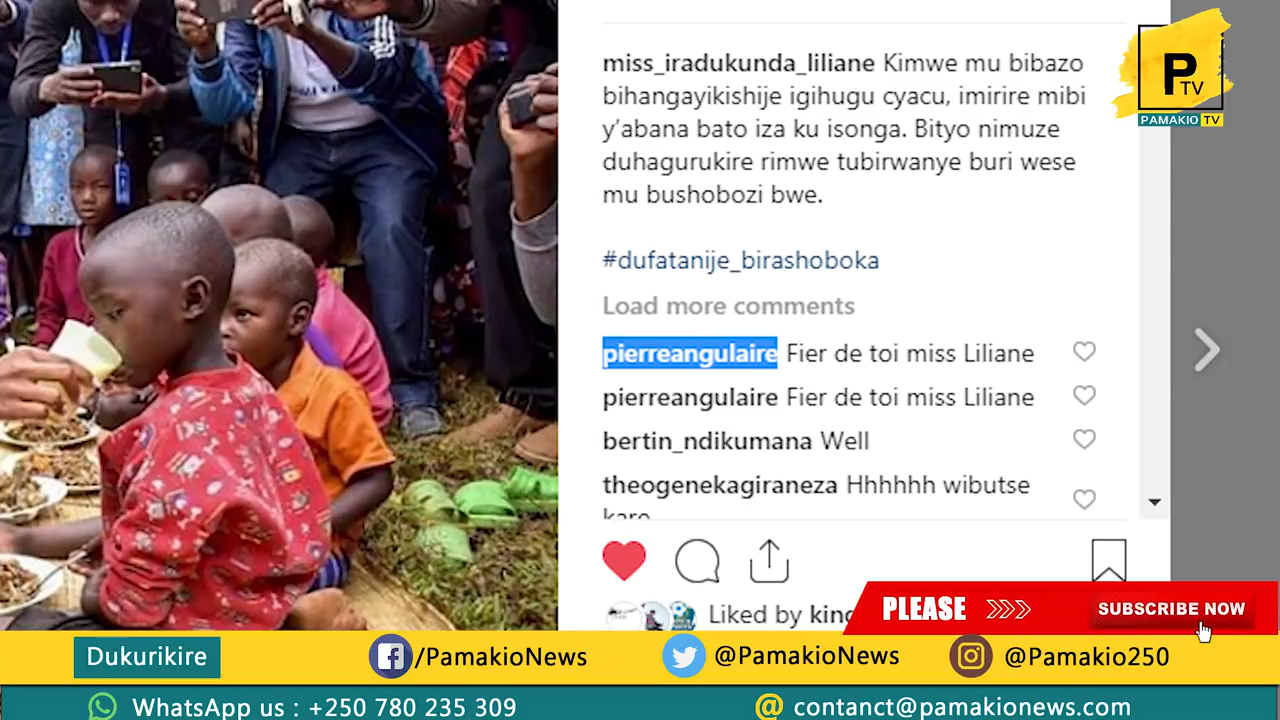 miss_iradukunda_liliane Kimwe mu bibazo
bihangayikishije igihugu cyacu, imirire mibi
y’abana bato iza ku isonga. Bityo nimuze
duhagurukire rimwe tubirwanye buri wese
mu bushobozi bwe.
#dufatanije_birashoboka
Load more comments
pierreangulaire Fier de toi miss Liliane
pierreangulaire Fier de toi miss Liliane
bertin_ndikumana Well
theogenekagiraneza Hhhhhh wibutse
Liked by
P TV
PAMAKIO TV
PLEASE
SUBSCRIBE NOW
Dukurikire
/PamakioNews
@PamakioNews
@Pamakio250
WhatsApp us : +250 780 235 309
@ contanct@pamakionews.com